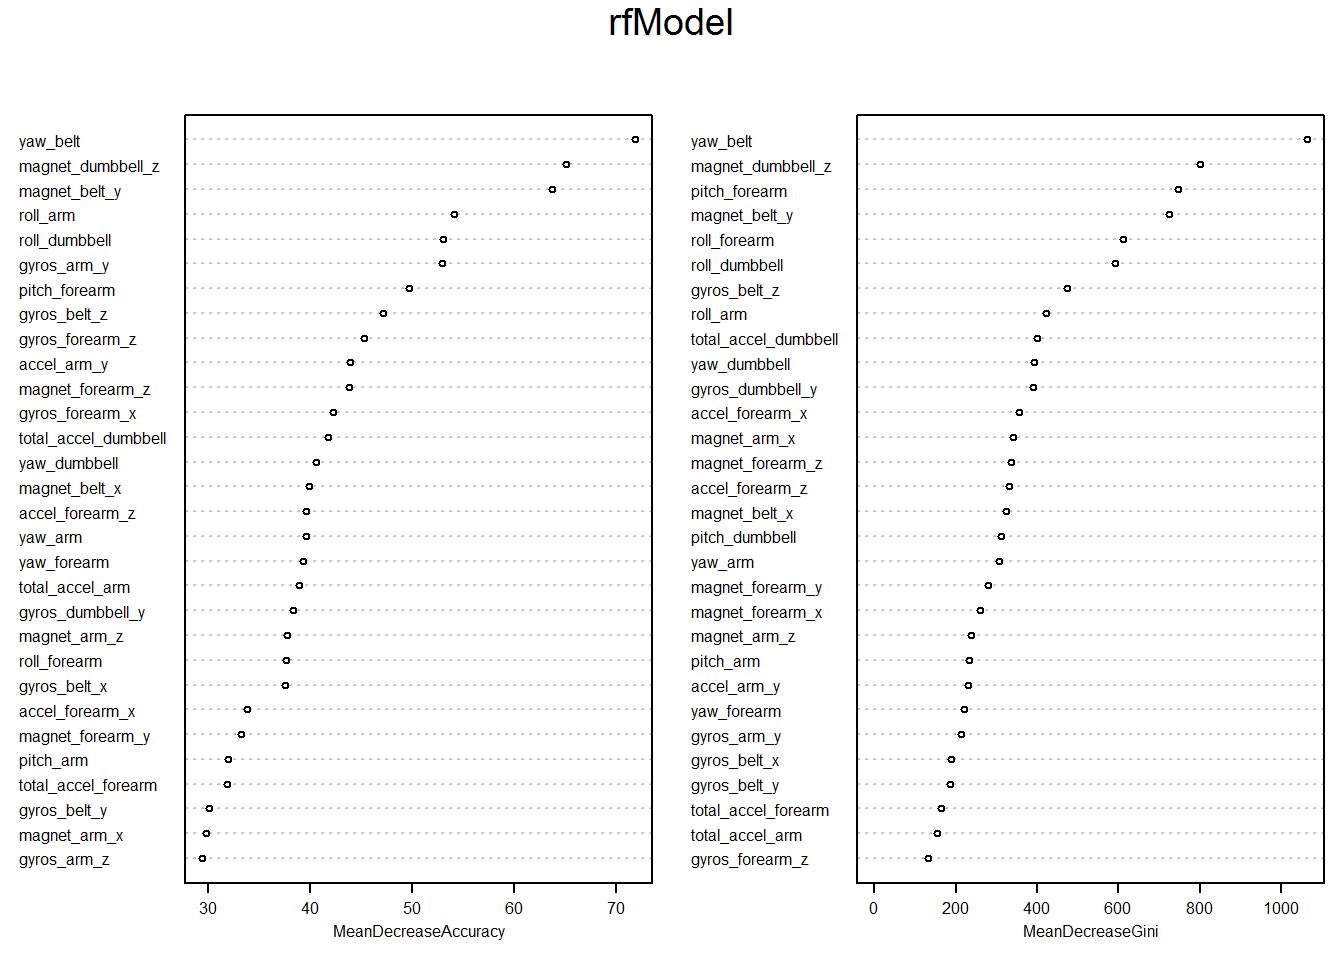 rfModel
yaw_belt
magnet_dumbbell_z
magnet_belt_y
roll_arm
roll_dumbbell
gyros_arm_y
pitch_forearm
gyros_belt_z
gyros_forearm_z
accel_arm_y
magnet_forearm_z
gyros_forearm_x
total_accel_dumbbell
yaw_dumbbell
magnet_belt_x
accel_forearm_z
yaw_arm
yaw_forearm
total_accel_arm
gyros_dumbbell_y
magnet_arm_z
roll_forearm
gyros_belt_x
accel_forearm_x
magnet_forearm_y
pitch_arm
total_accel_forearm
gyros_belt_y
magnet_arm_x
gyros_arm_z
30 40 50 60 70
MeanDecreaseAccuracy
yaw_belt
magnet_dumbbell_z
pitch_forearm
magnet_belt_y
roll_forearm
roll_dumbbell
gyros_belt_z
roll_arm
total_accel_dumbbell
yaw_dumbbell
gyros_dumbbell_y
accel_forearm_x
magnet_arm_x
magnet_forearm_z
accel_forearm_z
magnet_belt_x
pitch_dumbbell
yaw_arm
magnet_forearm_y
magnet_forearm_x
magnet_arm_z
pitch_arm
accel_arm_y
yaw_forearm
gyros_arm_y
gyros_belt_x
gyros_belt_y
total_accel_forearm
total_accel_arm
gyros_forearm_z
0 200 400 600 800 1000
MeanDecreaseGini